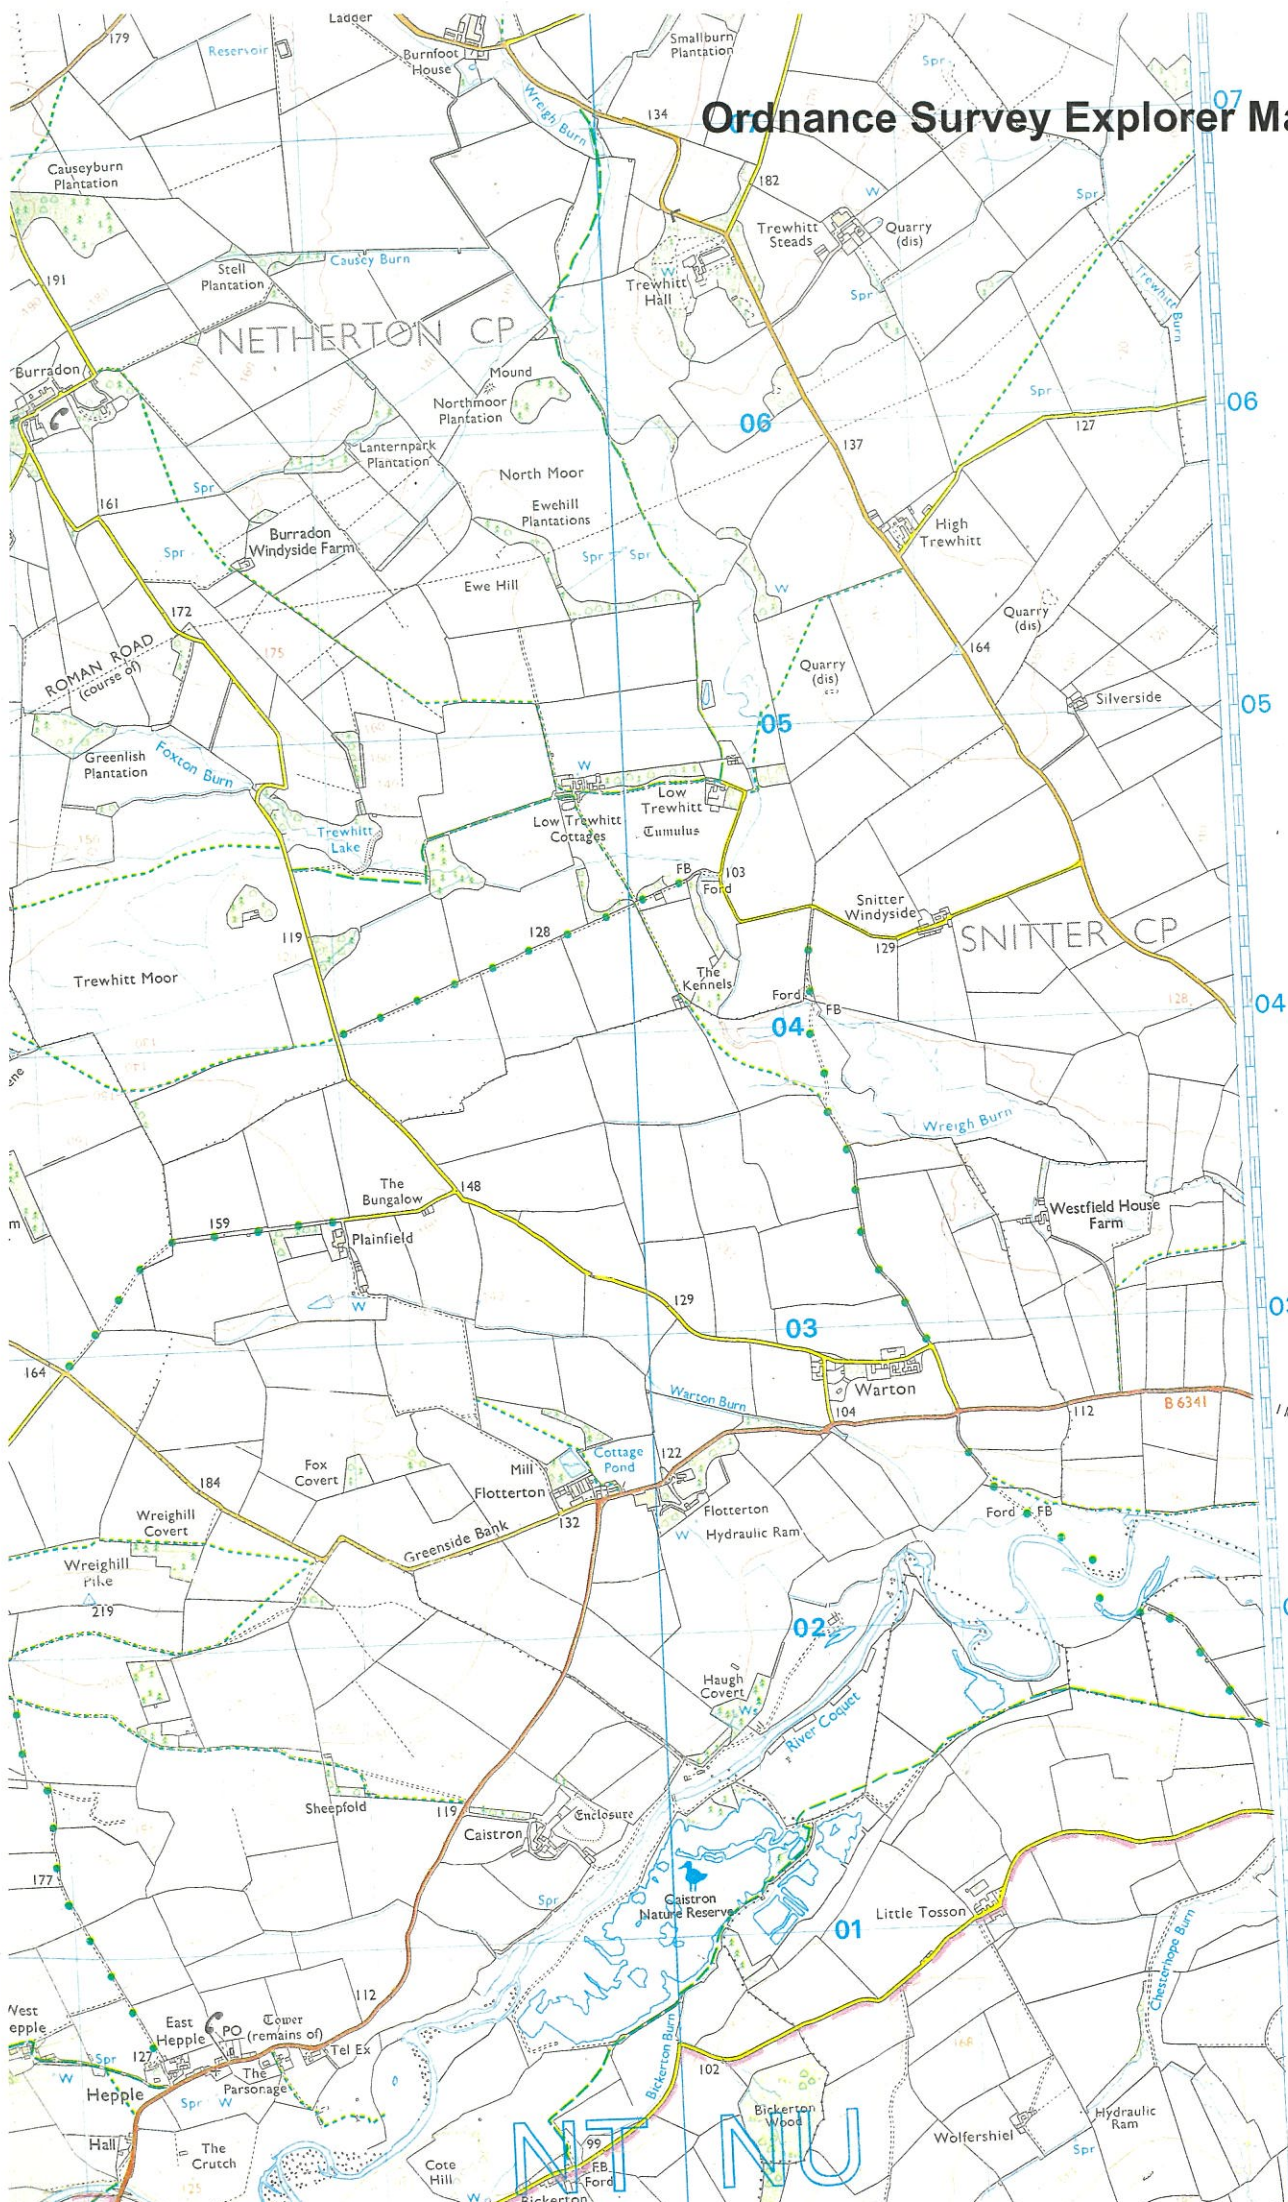 Ladder
179
Reservoir
Burnfoot
House
Smallburn
Plantation
Spr
Wreigh Burn
134
07
Ordnance Survey Explorer Ma
07
Causeyburn
Plantation
182
W
Spr
Trewhitt
Steads
Quarry
(dis)
Causey Burn
Stell
Plantation
191
W
Trewhitt
Hall
Spr
Trewhitt Burn
NETHERTON CP
Burradon
Mound
Northmoor
Plantation
Spr
06
06
127
137
Lanternpark
Plantation
North Moor
Spr
161
Ewehill
Plantations
High
Trewhitt
Burradon
Windyside Farm
Spr
Spr
Spr
W
Ewe Hill
172
Quarry
(dis)
ROMAN ROAD
(course of)
175
164
Quarry
(dis)
Silverside
05
05
Greenlish
Plantation
Foxton Burn
W
Low
Trewhitt
Trewhitt
Lake
Low Trewhitt
Cottages
Tumulus
FB
103
Ford
Snitter
Windyside
119
128
129
SNITTER CP
Trewhitt Moor
The
Kennels
Ford
FB
128
04
04
ene
Wreigh Burn
The
Bungalow
148
159
Plainfield
m
Westfield House
Farm
W
129
03
03
164
Warton
Warton Burn
104
112
B 6341
Cottage
Pond
122
Fox
Covert
Mill
Flotterton
184
132
Flotterton
W
Hydraulic Ram
Ford
FB
Wreighill
Covert
Greenside Bank
Wreighill
Pike
219
02
Haugh
Covert
Ws
River Coquet
Sheepfold
119
Enclosure
Caistron
177
Spr
Caistron
Nature Reserve
Little Tosson
01
Chesterhope Burn
112
West
epple
East
Hepple
PO
Tower
(remains of)
Tel Ex
127
Spr
W
The
Parsonage
Hepple
Spr
W
Bickerton Burn
102
168
Bickerton
Wood
NT NU
Hydraulic
Ram
Wolfershiel
Spr
Hall
The
Crutch
125
Cote
Hill
99
FB
Ford
W
Bickerton